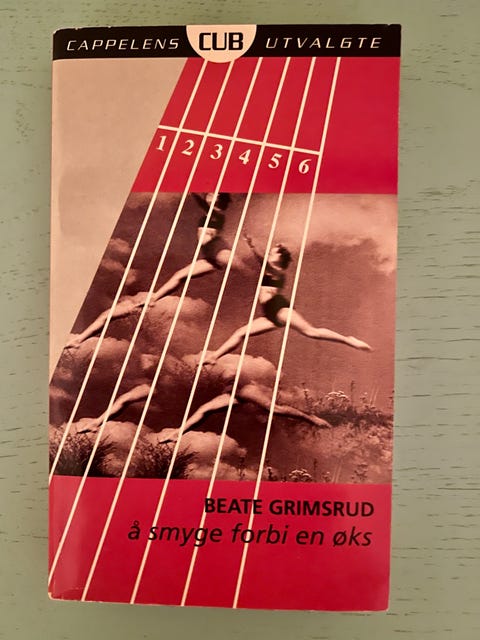 CAPPELENS CUB UTVALGTE
1 2 3 4 5 6
BEATE GRIMSRUD
å smyge forbi en øks